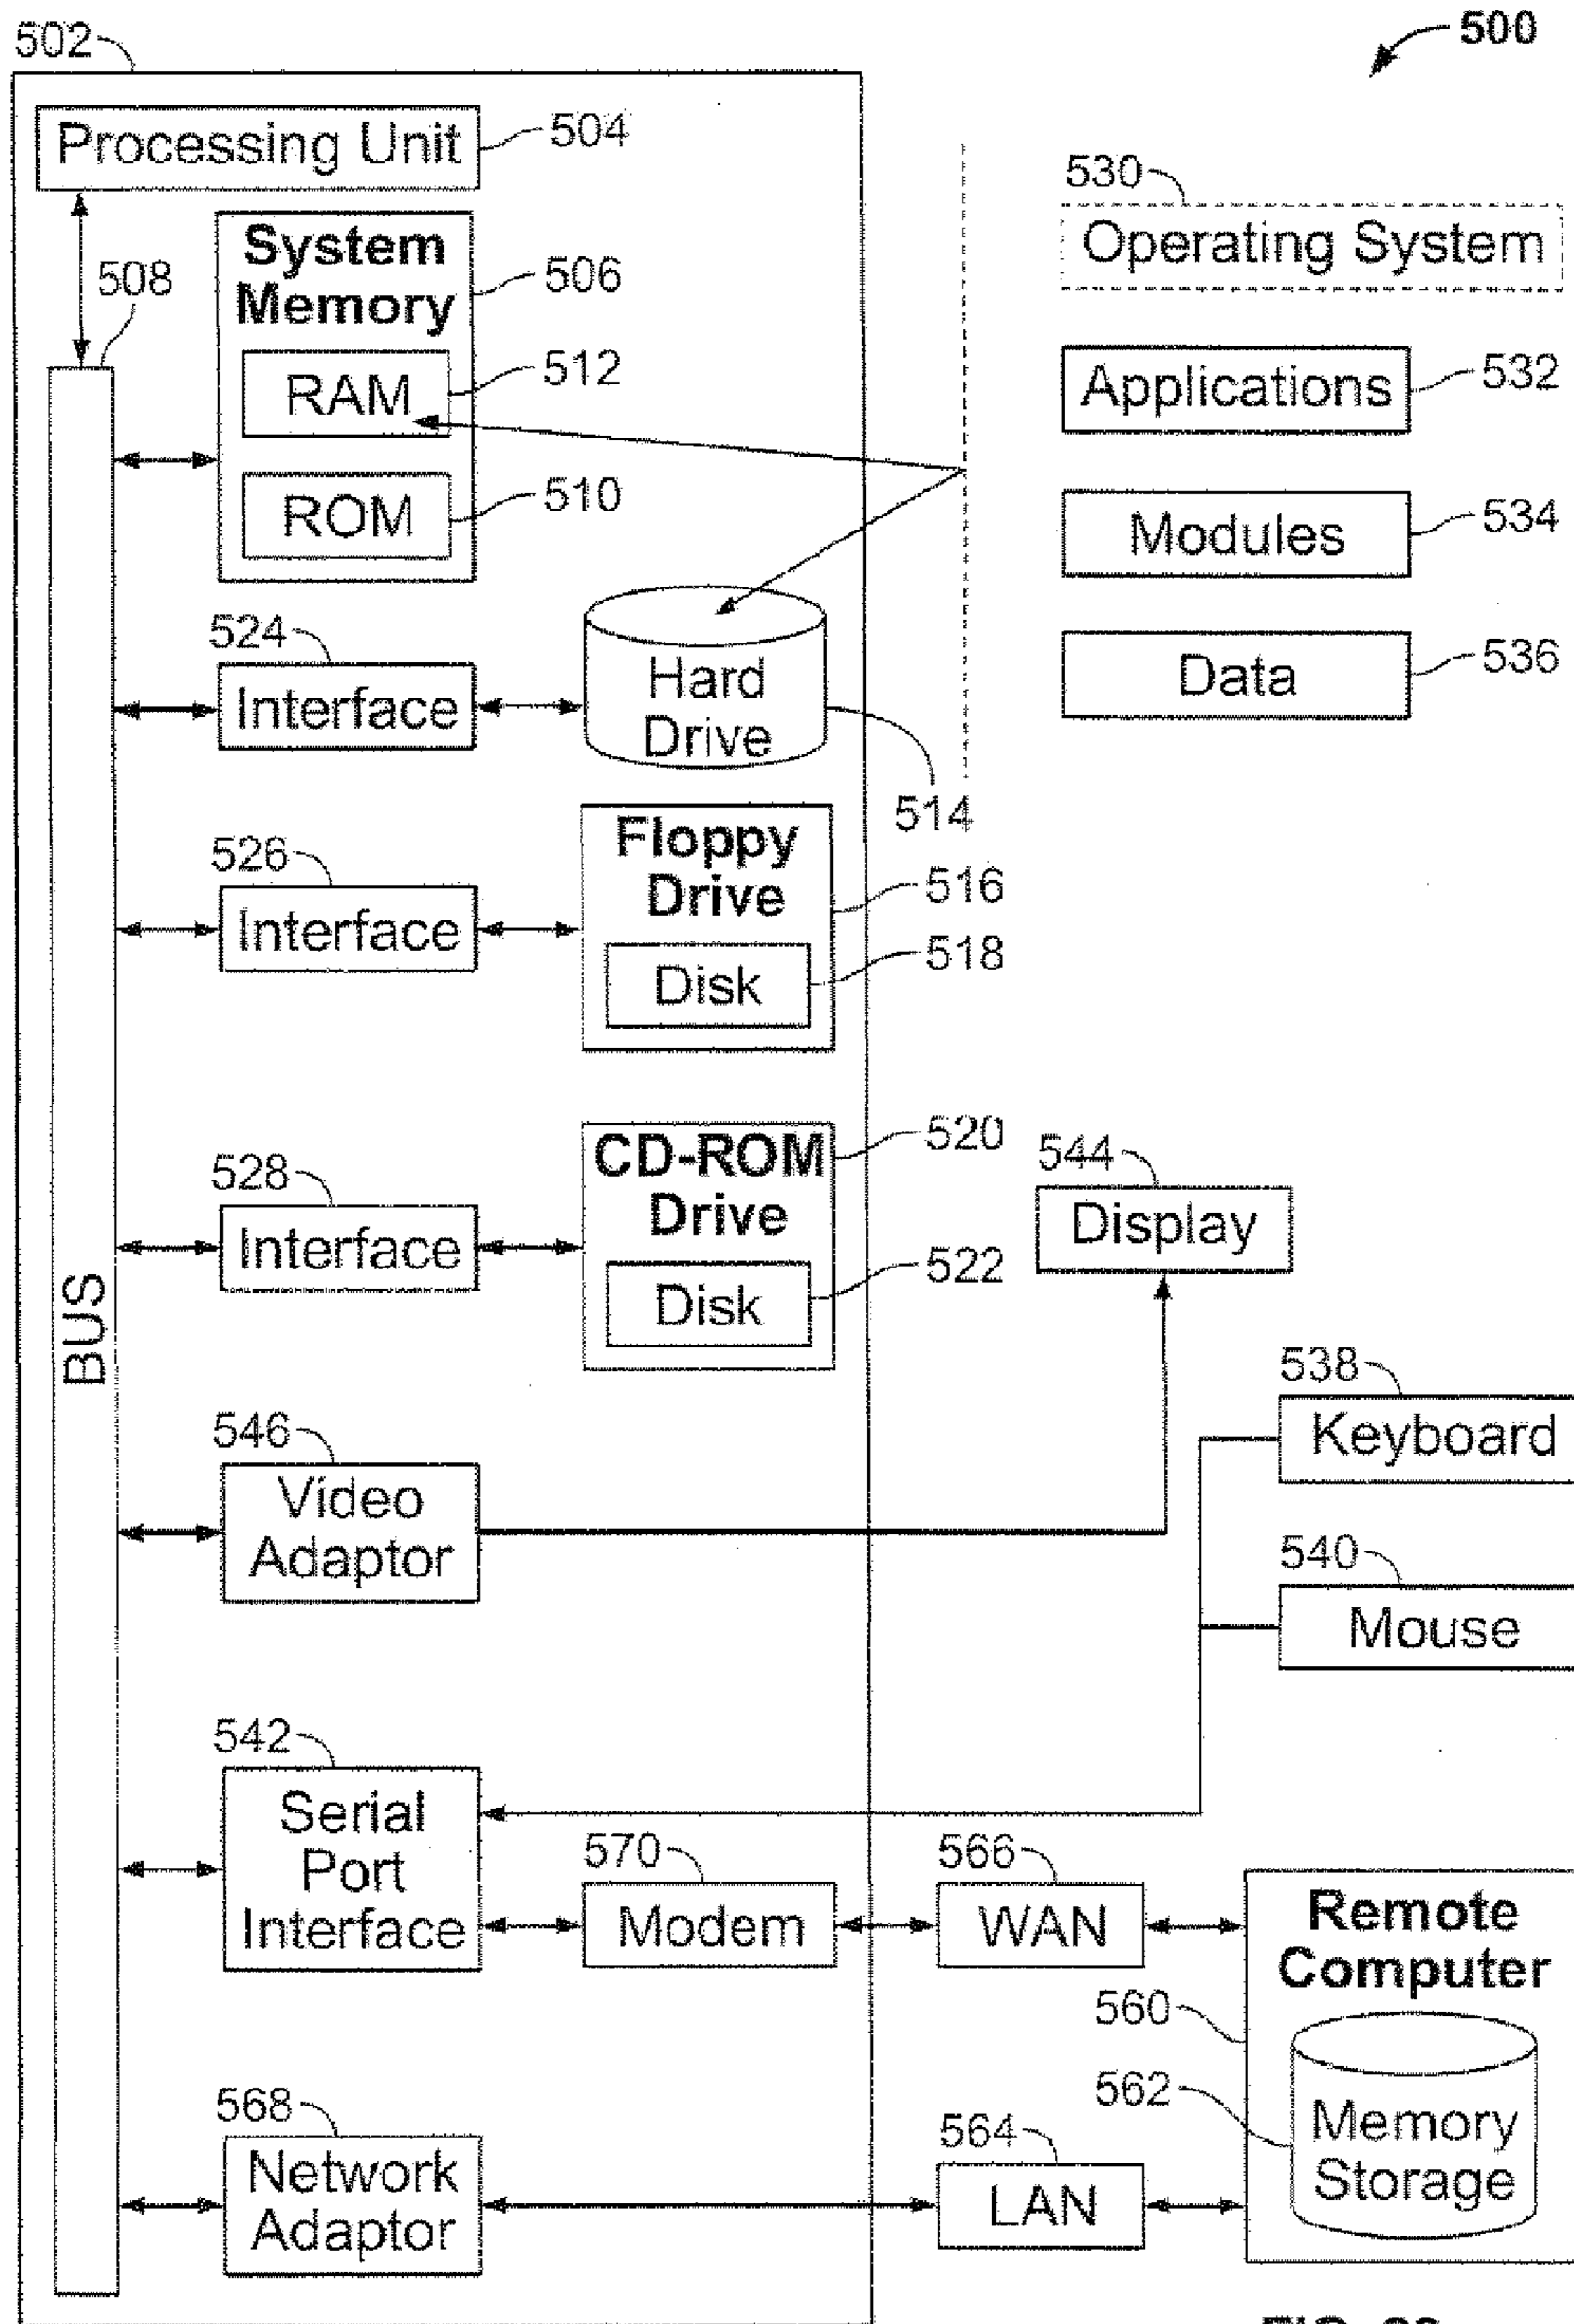 500
502
Processing Unit
504
530
Operating System
System
Memory
506
508
RAM
512
Applications
532
ROM
510
Modules
534
524
Interface
Hard
Drive
514
Data
536
526
Interface
Floppy
Drive
516
Disk
518
528
Interface
CD-ROM
Drive
520
Disk
522
544
Display
BUS
538
Keyboard
546
Video
Adaptor
540
Mouse
542
Serial
Port
Interface
570
Modem
566
WAN
Remote
Computer
560
562
Memory
Storage
568
Network
Adaptor
564
LAN